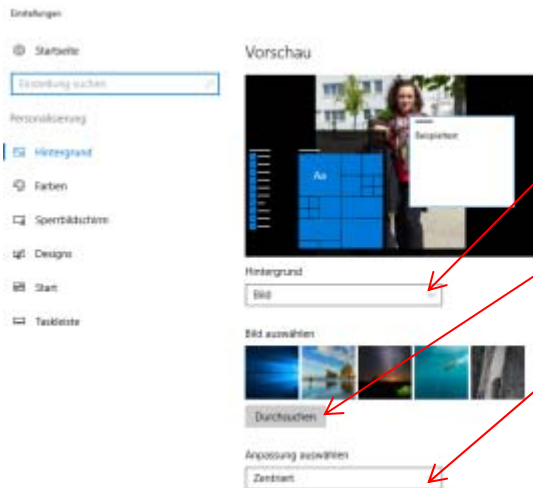 Einstellungen
Startseite
Einstellung suchen
Personalisierung
Hintergrund
Farben
Sperrbildschirm
Designs
Start
Taskleiste
Vorschau
Beispieltext
Aa
Hintergrund
Bild
Bild auswählen
Durchsuchen
Anpassung auswählen
Zentriert